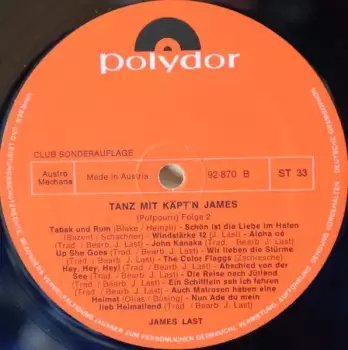 polydor
CLUB SONDERAUFLAGE
Austro
Mechana
Made in Austria
92 870 B
ST 33
TANZ MIT KÄPT'N JAMES
(Potpourri) Folge 2
Tabak und Rum (Blake / Heinzli) - Schön ist die Liebe im Hafen
(Bazant / Schachner) - Windstärke 12 (J. Last) - Aloha oé
(Trad. / Bearb. J. Last) - John Kanaka (Trad. / Bearb. J. Last)
Up She Goes (Trad. / Bearb. J. Last) - Wir lieben die Stürme
(Trad. / Bearb. J. Last) - The Color Flaggs (Zschiesche)
Hey, Hey, Hey! (Trad. / Bearb. J. Last) - Abschied von der
See (Trad. / Bearb. J. Last) - Die Reise nach Jütland
(Trad. / Bearb. J. Last) - Ein Schifflein sah ich fahren
(Trad. / Bearb. J. Last) - Auch Matrosen haben eine
Heimat (Olias / Büsing) - Nun Ade du mein
lieb Heimatland (Trad. / Bearb. J. Last)
JAMES LAST